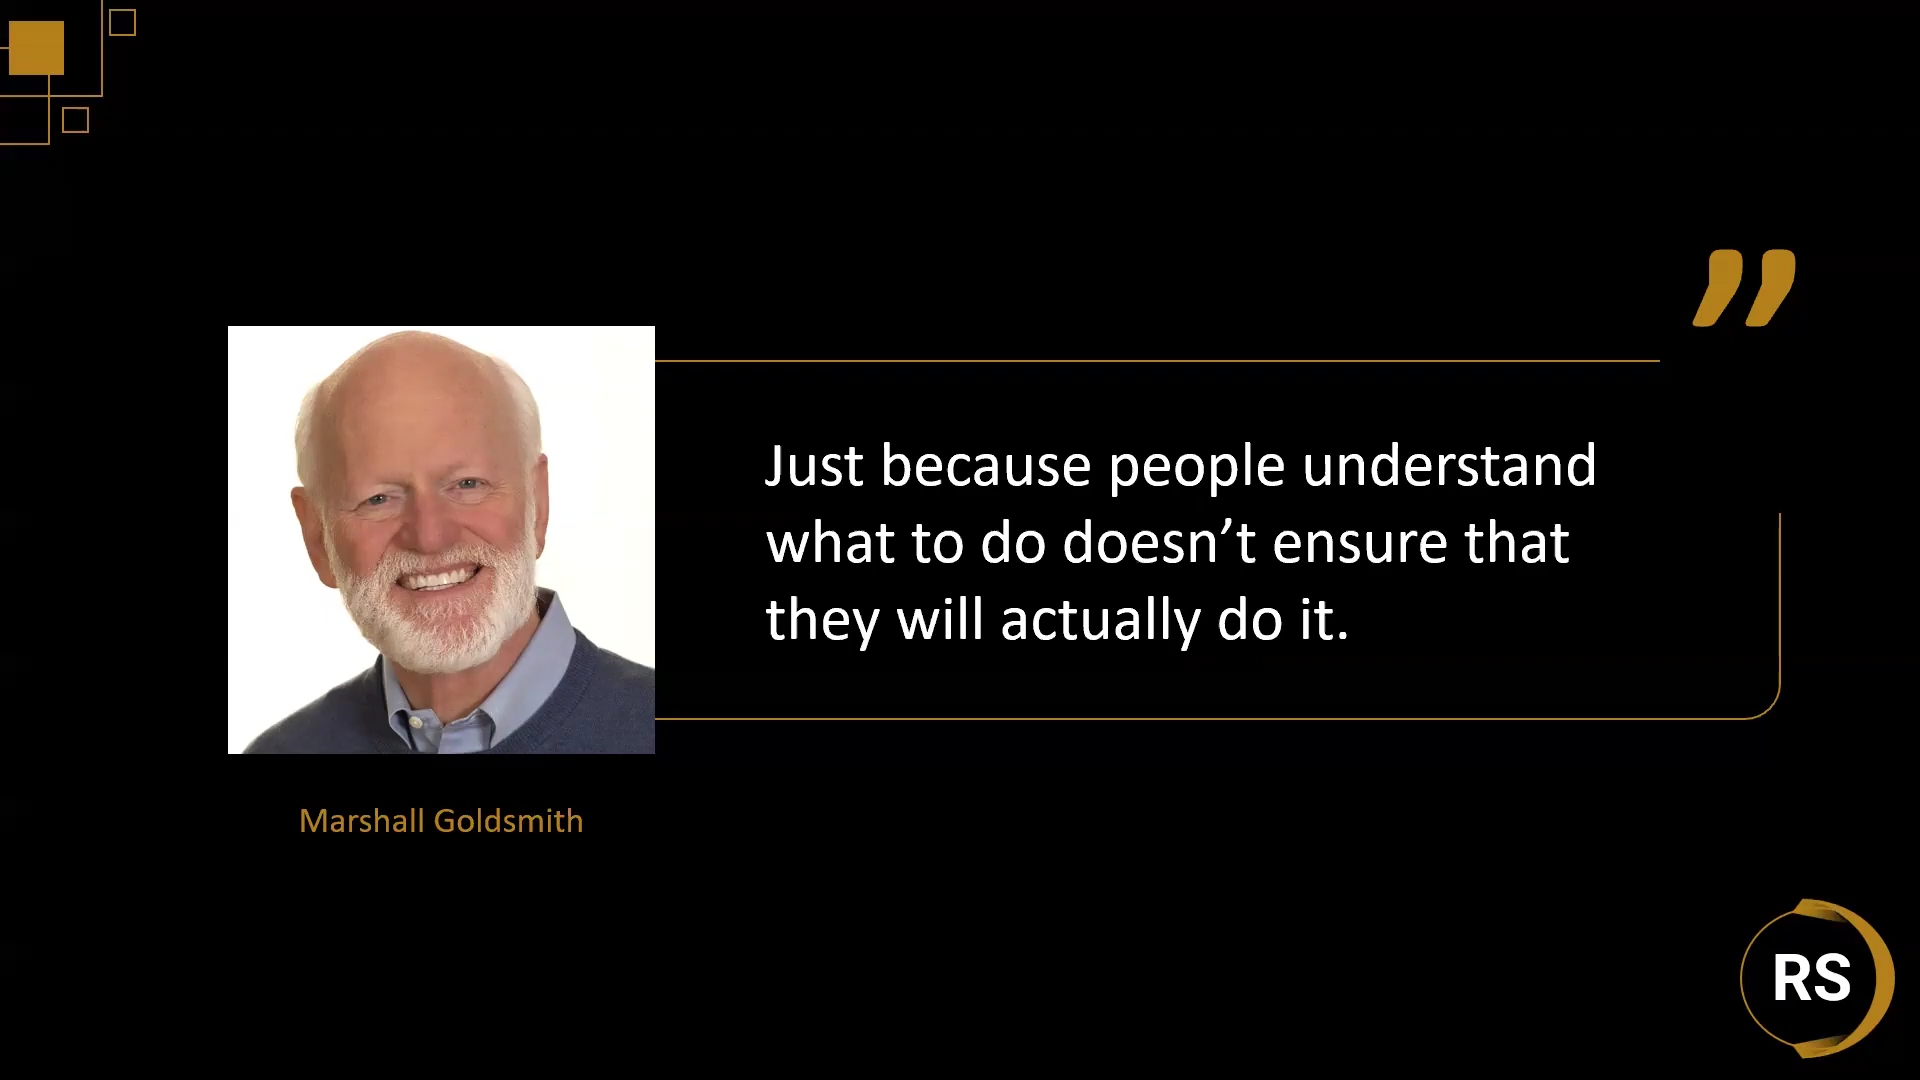 ”
Just because people understand
what to do doesn’t ensure that
they will actually do it.
Marshall Goldsmith
RS